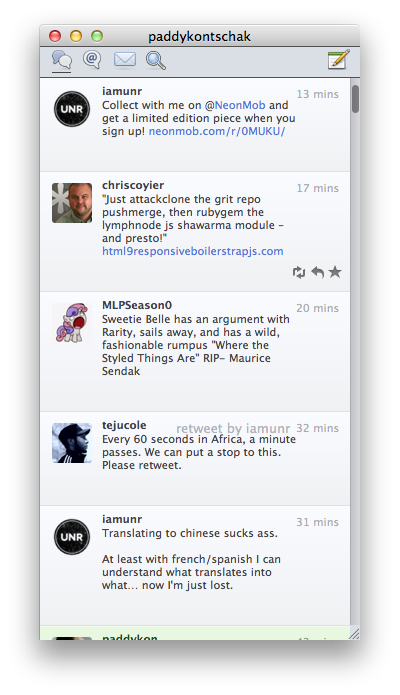 paddykontschak
iamunr
13 mins
Collect with me on @NeonMob and
get a limited edition piece when you
sign up! neonmob.com/r/0MUKU/
UNR
chriscoyier
17 mins
"Just attackclone the grit repo
pushmerge, then rubygem the
lymphnode js shawarma module –
and presto!"
html9responsiveboilerstrapjs.com
MLPSeason0
20 mins
Sweetie Belle has an argument with
Rarity, sails away, and has a wild,
fashionable rumpus "Where the
Styled Things Are" RIP– Maurice
Sendak
tejucole
retweet by iamunr
32 mins
Every 60 seconds in Africa, a minute
passes. We can put a stop to this.
Please retweet.
iamunr
31 mins
UNR
Translating to chinese sucks ass.
At least with french/spanish I can
understand what translates into
what... now I'm just lost.
paddykon